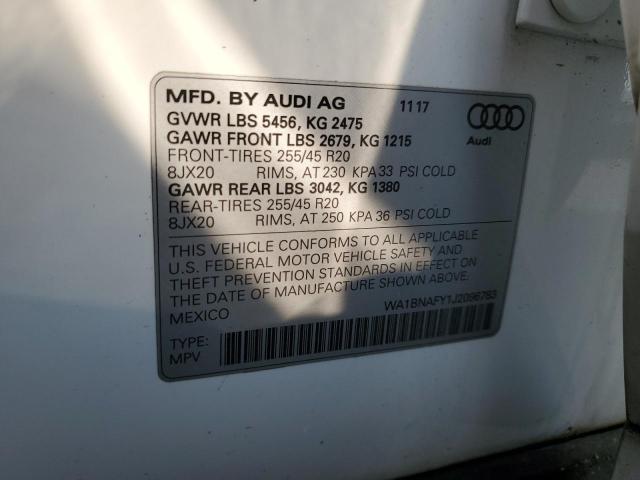 MFD. BY AUDI AG 11 17
GVWR LBS 5456, KG 2475
GAWR FRONT LBS 2679, KG 1215
FRONT-TIRES 255/45 R20
8JX20 RIMS, AT 230 KPA 33 PSI COLD
GAWR REAR LBS 3042, KG 1380
REAR-TIRES 255/45 R20
8JX20 RIMS, AT 250 KPA 36 PSI COLD
Audi
THIS VEHICLE CONFORMS TO ALL APPLICABLE
U.S. FEDERAL MOTOR VEHICLE SAFETY AND
THEFT PREVENTION STANDARDS IN EFFECT ON
THE DATE OF MANUFACTURE SHOWN ABOVE.
MEXICO
WA1BNAFY1J2096783
TYPE:
MPV